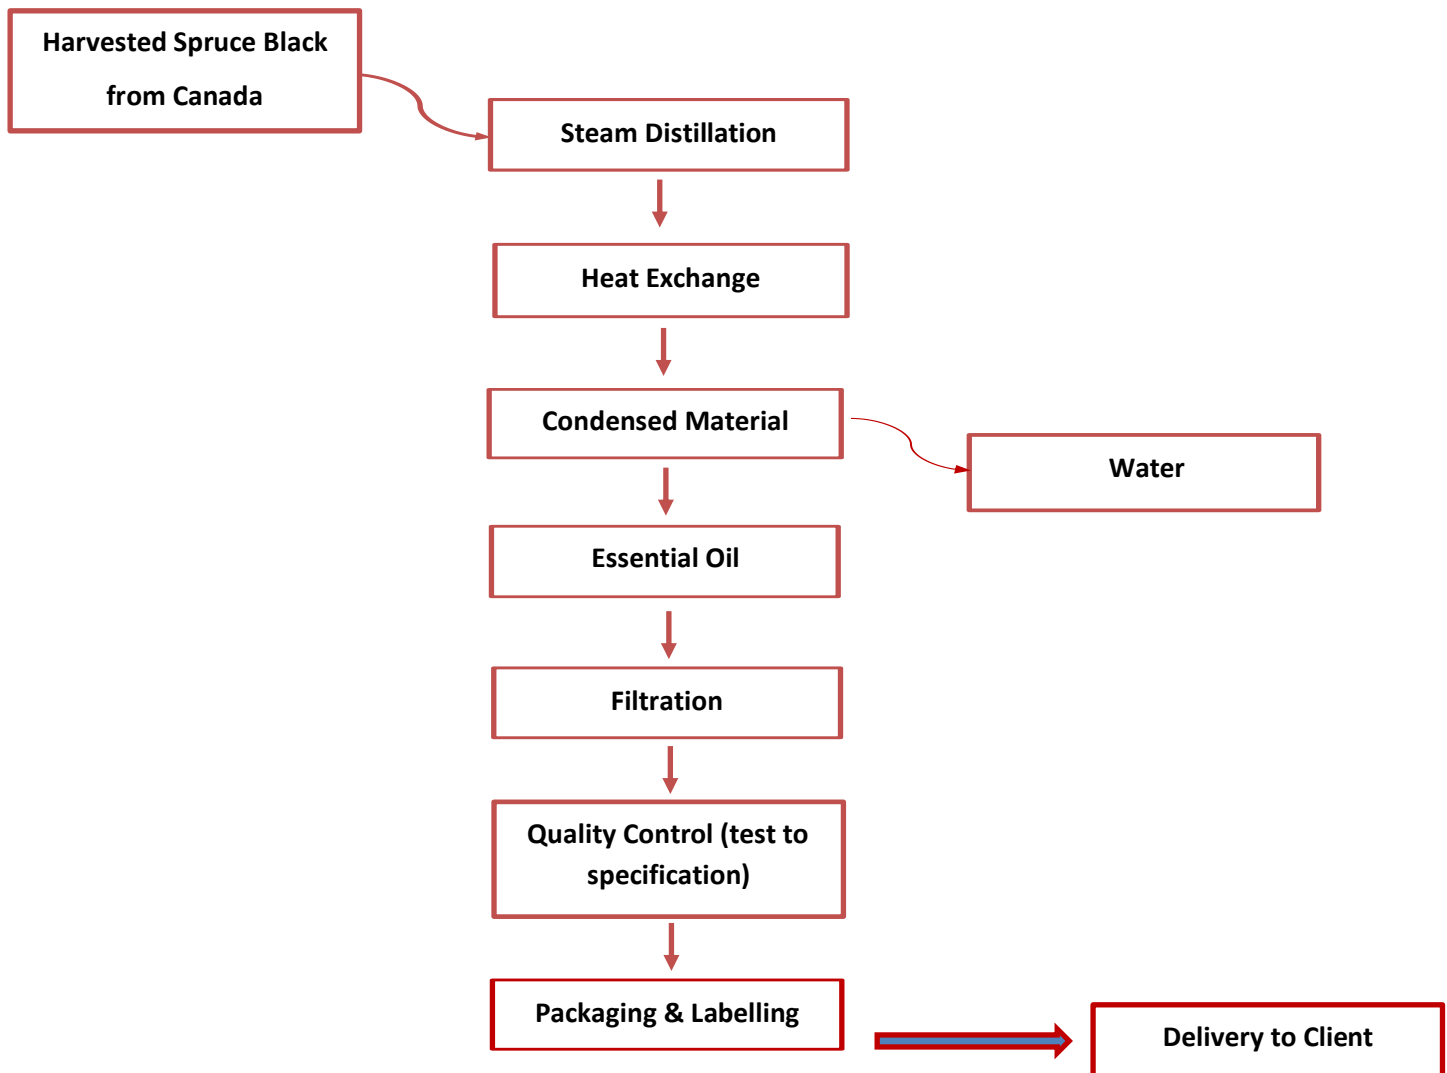 Harvested Spruce Black
from Canada
Steam Distillation
Heat Exchange
Condensed Material
Water
Essential Oil
Filtration
Quality Control (test to
specification)
Packaging & Labelling
Delivery to Client